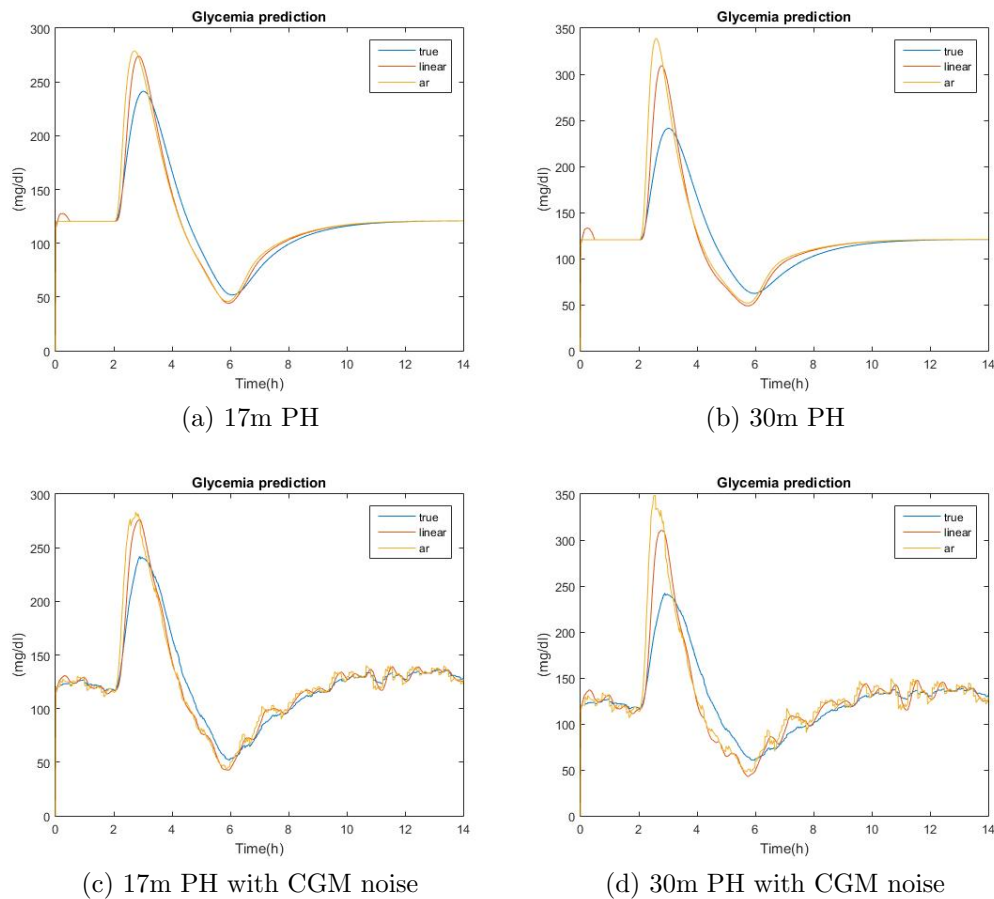 Glycemia prediction
300
250
200
150
100
50
0
(mg/dl)
true
linear
ar
0 2 4 6 8 10 12 14
Time(h)
(a) 17m PH
Glycemia prediction
350
300
250
200
150
100
50
0
(mg/dl)
true
linear
ar
0 2 4 6 8 10 12 14
Time(h)
(b) 30m PH
Glycemia prediction
300
250
200
150
100
50
0
(mg/dl)
true
linear
ar
0 2 4 6 8 10 12 14
Time(h)
(c) 17m PH with CGM noise
Glycemia prediction
350
300
250
200
150
100
50
0
(mg/dl)
true
linear
ar
0 2 4 6 8 10 12 14
Time(h)
(d) 30m PH with CGM noise